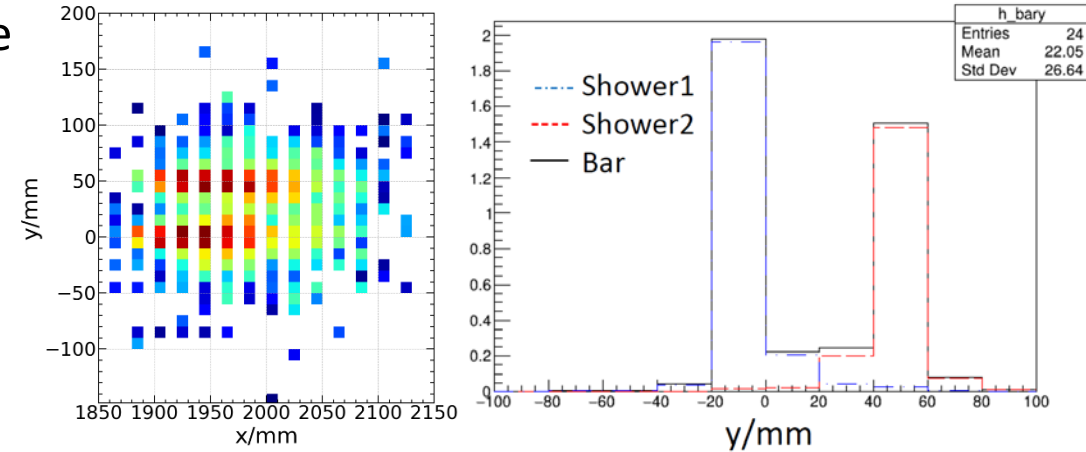 e
200
150
100
50
0
−50
−100
y/mm
1850 1900 1950 2000 2050 2100 2150
x/mm
h_bary
Entries 24
Mean 22.05
Std Dev 26.64
Shower1
Shower2
Bar
2
1.8
1.6
1.4
1.2
1
0.8
0.6
0.4
0.2
0
−100 −80 −60 −40 −20 0 20 40 60 80 100
y/mm